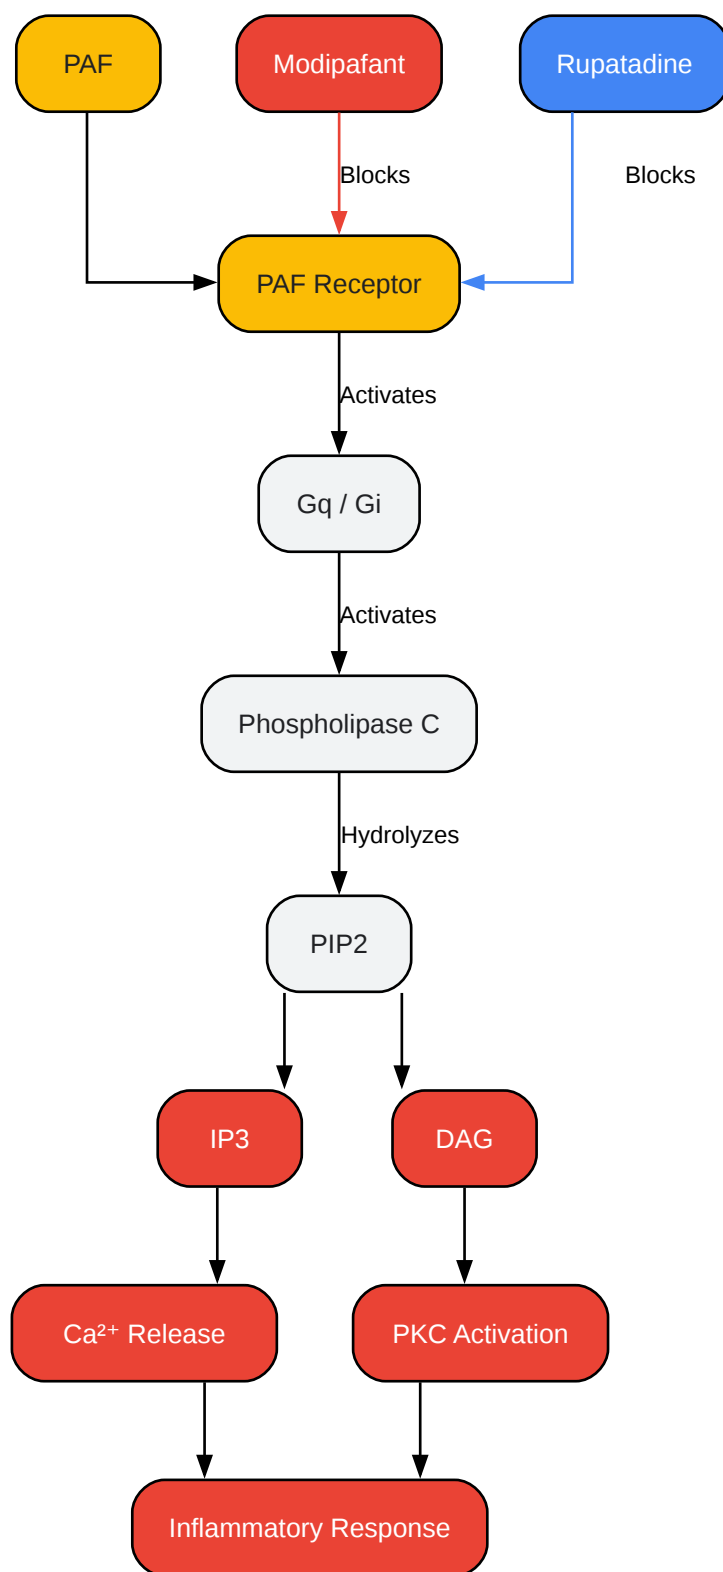 PAF
Modipafant
Rupatadine
Blocks
Blocks
PAF Receptor
Activates
Gq / Gi
Activates
Phospholipase C
Hydrolyzes
PIP2
IP3
DAG
Ca²⁺ Release
PKC Activation
Inflammatory Response